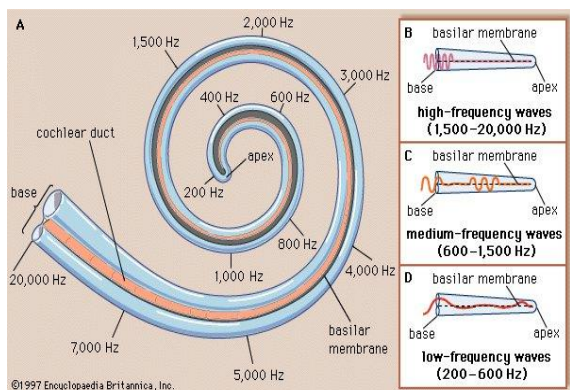 A
2,000 Hz
1,500 Hz
3,000 Hz
400 Hz
600 Hz
cochlear duct
apex
200 Hz
base
800 Hz
20,000 Hz
1,000 Hz
4,000 Hz
basilar
membrane
7,000 Hz
5,000 Hz
©1997 Encyclopaedia Britannica, Inc.
B
basilar membrane
base
apex
high-frequency waves
(1,500–20,000 Hz)
C
basilar membrane
base
apex
medium-frequency waves
(600–1,500 Hz)
D
basilar membrane
base
apex
low-frequency waves
(200–600 Hz)